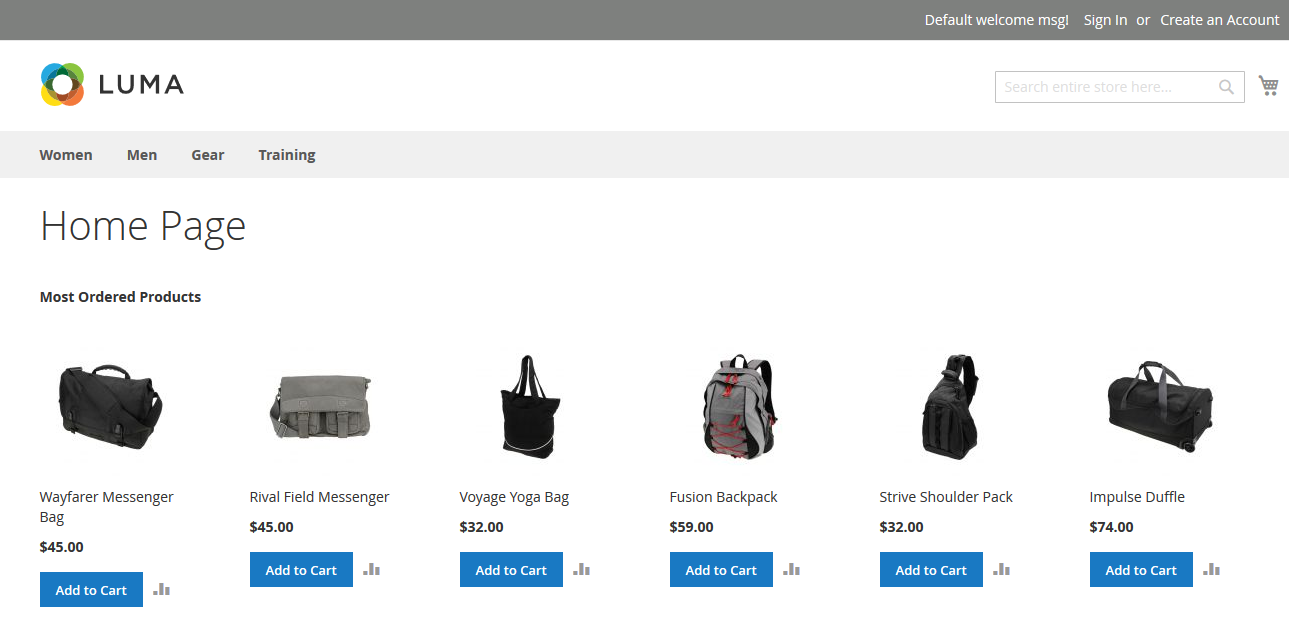 Default welcome msg! Sign In or Create an Account
LUMA
Search entire store here...
Women Men Gear Training
Home Page
Most Ordered Products
Wayfarer Messenger
Bag
$45.00
Add to Cart
Rival Field Messenger
$45.00
Add to Cart
Voyage Yoga Bag
$32.00
Add to Cart
Fusion Backpack
$59.00
Add to Cart
Strive Shoulder Pack
$32.00
Add to Cart
Impulse Duffle
$74.00
Add to Cart